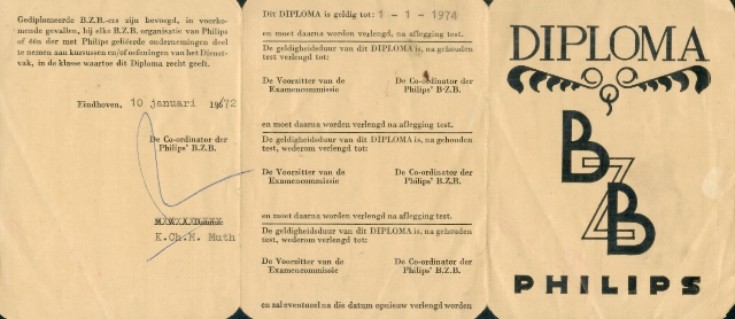 Gediplomeerde B.Z.B.-ers zijn bevoegd, in voorko-
mende gevallen, bij elke B.Z.B. organisatie van Philips
of één der met Philips geliëerde ondernemingen deel
te nemen aan kursussen en/of oefeningen van het Dienst-
vak, in de klasse waartoe dit Diploma recht geeft.
Eindhoven, 10 januari 1972
De Co-ordinator der
Philips' B.Z.B.
K.Ch.M. Muth
Dit DIPLOMA is geldig tot: 1 - 1 - 1974
en moet daarna worden verlengd, na aflegging test.
De geldigheidsduur van dit DIPLOMA is, na gehouden
test verlengd tot:
De Voorzitter van de De Co-ordinator der
Examencommissie Philips' B.Z.B.
en moet daarna worden verlengd na aflegging test.
De geldigheidsduur van dit DIPLOMA is, na gehouden
test, wederom verlengd tot:
De Voorzitter van de De Co-ordinator der
Examencommissie Philips' B.Z.B.
en moet daarna worden verlengd na aflegging test.
De geldigheidsduur van dit DIPLOMA is, na gehouden
test, wederom verlengd tot:
De Voorzitter van de De Co-ordinator der
Examencommissie Philips' B.Z.B.
en zal eventueel na die datum opnieuw verlengd worden
DIPLOMA
BZB
PHILIPS